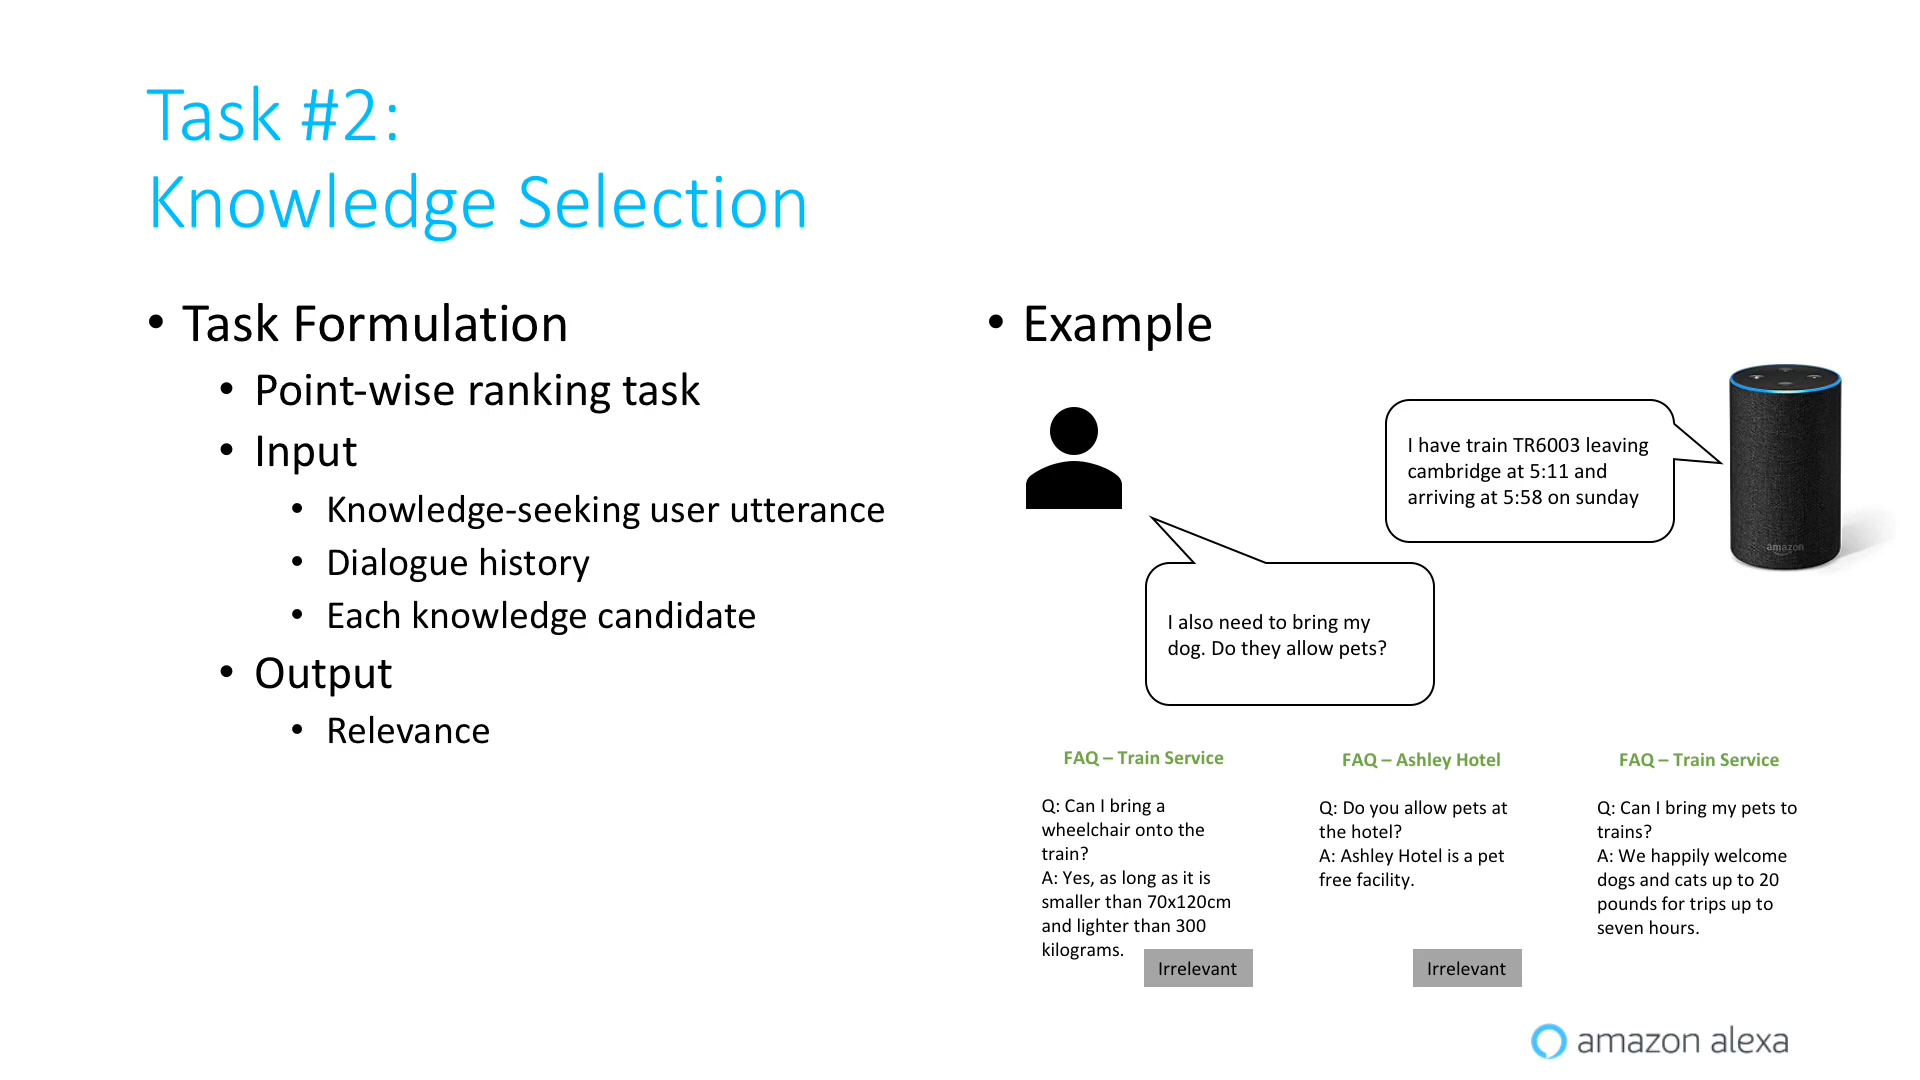 Task #2:
Knowledge Selection
• Task Formulation
• Point-wise ranking task
• Input
• Knowledge-seeking user utterance
• Dialogue history
• Each knowledge candidate
• Output
• Relevance
• Example
I have train TR6003 leaving
cambridge at 5:11 and
arriving at 5:58 on sunday
amazon
I also need to bring my
dog. Do they allow pets?
FAQ – Train Service
Q: Can I bring a
wheelchair onto the
train?
A: Yes, as long as it is
smaller than 70x120cm
and lighter than 300
kilograms.
Irrelevant
FAQ – Ashley Hotel
Q: Do you allow pets at
the hotel?
A: Ashley Hotel is a pet
free facility.
Irrelevant
FAQ – Train Service
Q: Can I bring my pets to
trains?
A: We happily welcome
dogs and cats up to 20
pounds for trips up to
seven hours.
amazon alexa